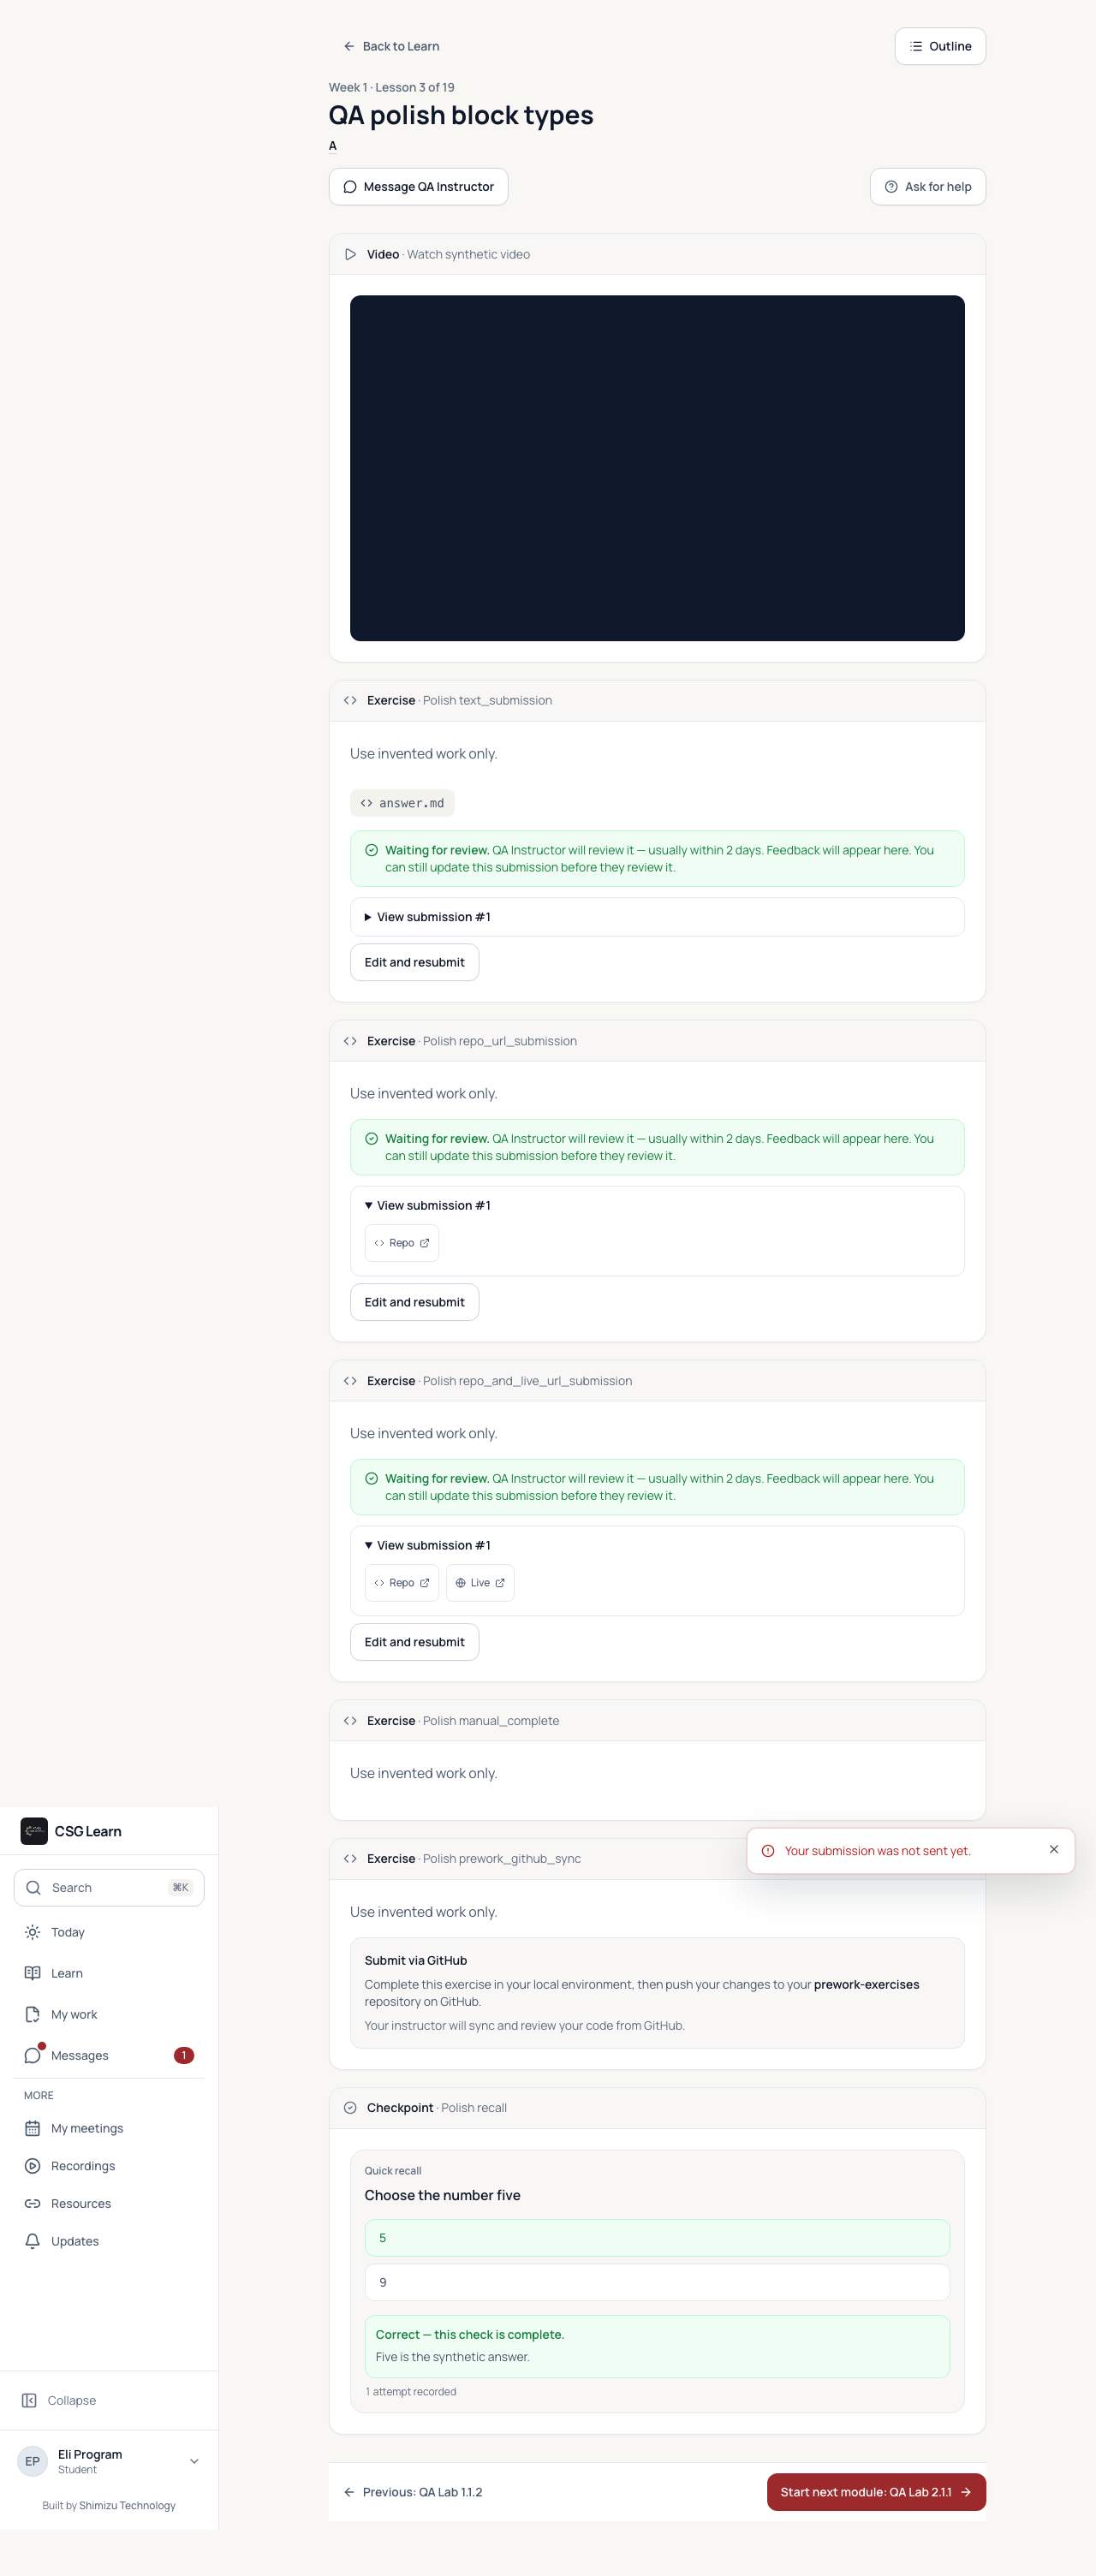 Back to Learn
Outline
Week 1 · Lesson 3 of 19
QA polish block types
A
Message QA Instructor
Ask for help
Video · Watch synthetic video
Exercise · Polish text_submission
Use invented work only.
answer.md
Waiting for review. QA Instructor will review it — usually within 2 days. Feedback will appear here. You
can still update this submission before they review it.
View submission #1
Edit and resubmit
Exercise · Polish repo_url_submission
Use invented work only.
Waiting for review. QA Instructor will review it — usually within 2 days. Feedback will appear here. You
can still update this submission before they review it.
View submission #1
Repo
Edit and resubmit
Exercise · Polish repo_and_live_url_submission
Use invented work only.
Waiting for review. QA Instructor will review it — usually within 2 days. Feedback will appear here. You
can still update this submission before they review it.
View submission #1
Repo
Live
Edit and resubmit
Exercise · Polish manual_complete
Use invented work only.
Your submission was not sent yet.
Exercise · Polish prework_github_sync
Use invented work only.
Submit via GitHub
Complete this exercise in your local environment, then push your changes to your prework-exercises
repository on GitHub.
Your instructor will sync and review your code from GitHub.
Checkpoint · Polish recall
Quick recall
Choose the number five
5
9
Correct — this check is complete.
Five is the synthetic answer.
1 attempt recorded
Previous: QA Lab 1.1.2
Start next module: QA Lab 2.1.1
CSG Learn
Search
⌘K
Today
Learn
My work
Messages
1
MORE
My meetings
Recordings
Resources
Updates
Collapse
EP
Eli Program
Student
Built by Shimizu Technology